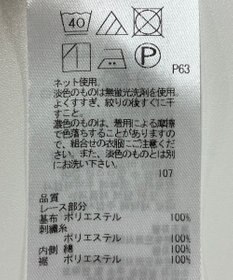 40
P
P63
ネット使用。
淡色のものは無蛍光洗剤を使用。
よくすすぎ、絞りの後すぐに干
すこと。
濃色のものは、着用による摩擦
で色落ちすることがありますの
で、組合せの衣服にご注意下さ
い。また、淡色のものとは別
にお洗い下さい。
107
品質
レース部分
基布 ポリエステル 100%
刺繍糸
ポリエステル 100%
内側 綿 100%
裾 ポリエステル 100%